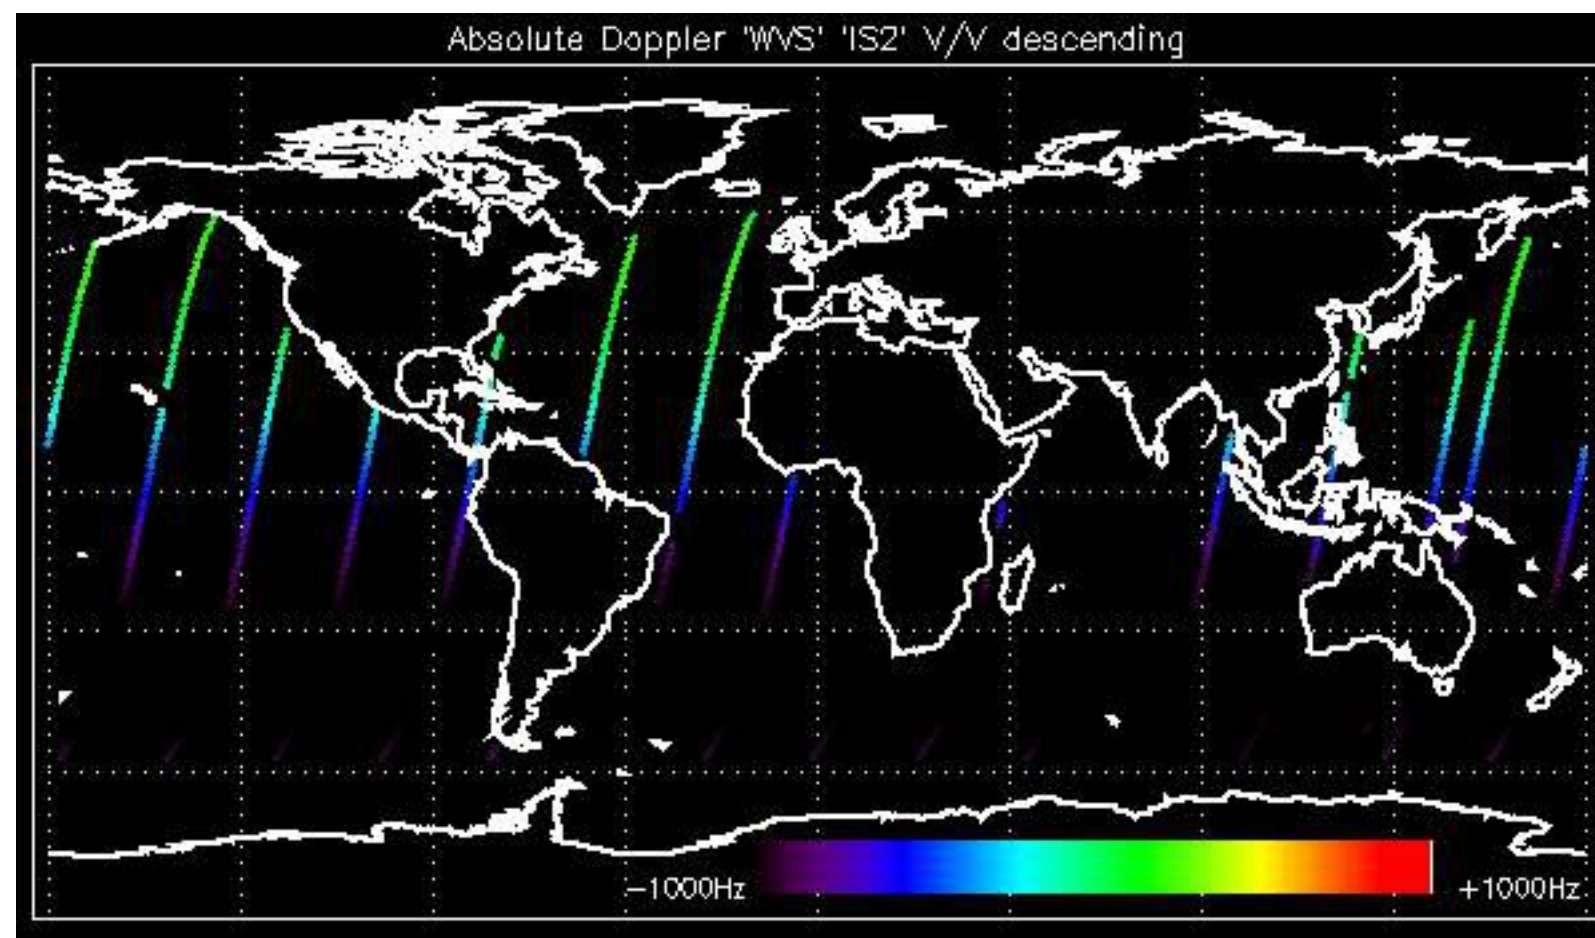 Absolute Doppler 'WVS' 'IS2' V/V descending
−1000Hz
+1000Hz